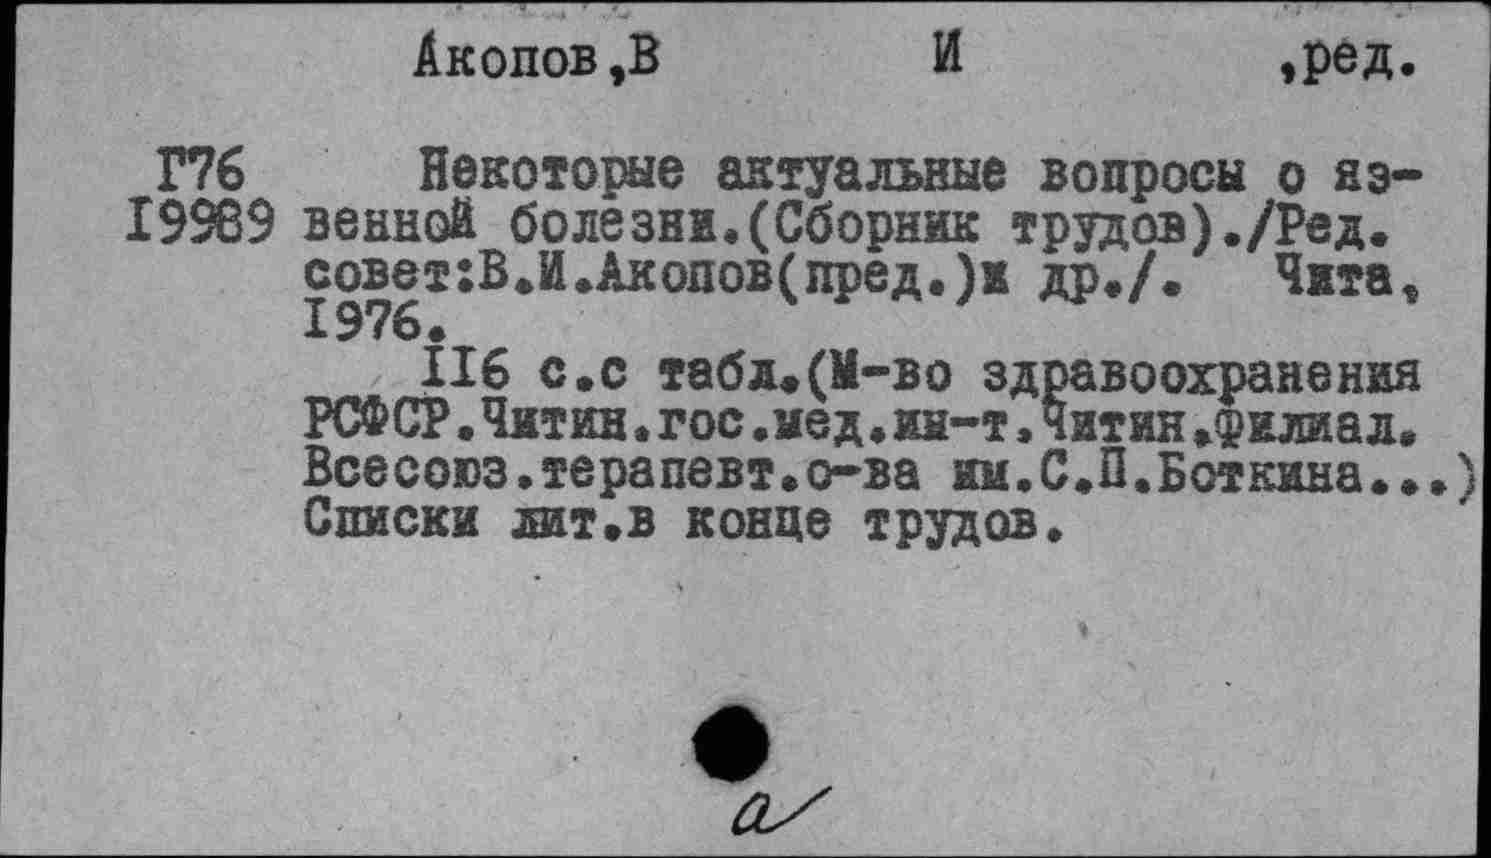 Акопов,В И ,ред.
Г76 Некоторые актуальные вопросы о яз-
19989 венной болезни.(Сборник трудов)./Ред.
совет:В.И.Акопов(пред.)и др./. Чита,
1976.
116 с.с табл.(М-во здравоохранения
РСФСР.Читин.гос.мед.ин-т.Читин.филиал.
Всесоюз.терапевт.о-ва им.С.П.Боткина...)
Списки лит.в конце трудов.
а